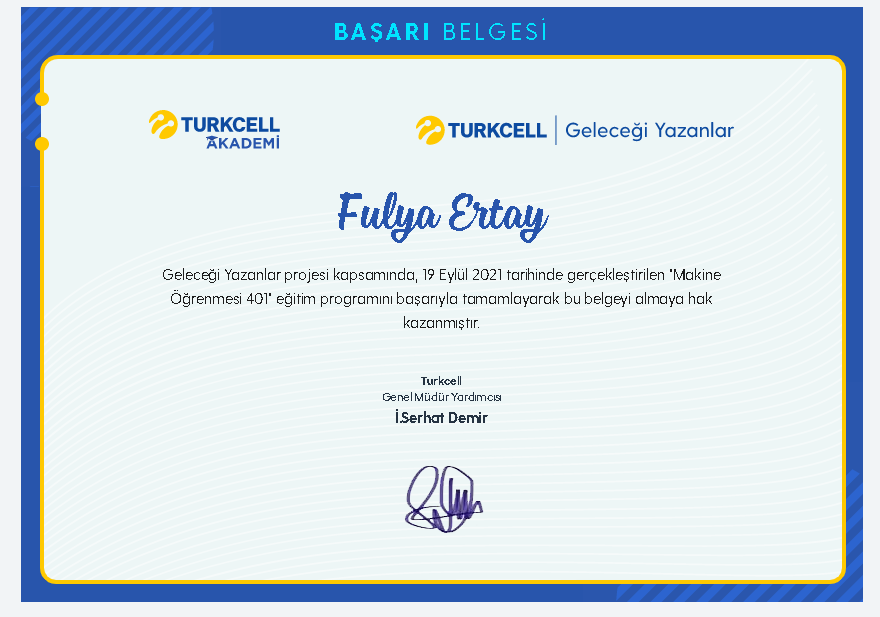 BAŞARI BELGESİ
TURKCELL
AKADEMİ
TURKCELL | Geleceği Yazanlar
Fulya Ertay
Geleceği Yazanlar projesi kapsamında, 19 Eylül 2021 tarihinde gerçekleştirilen "Makine
Öğrenmesi 401" eğitim programını başarıyla tamamlayarak bu belgeyi almaya hak
kazanmıştır.
Turkcell
Genel Müdür Yardımcısı
İ.Serhat Demir